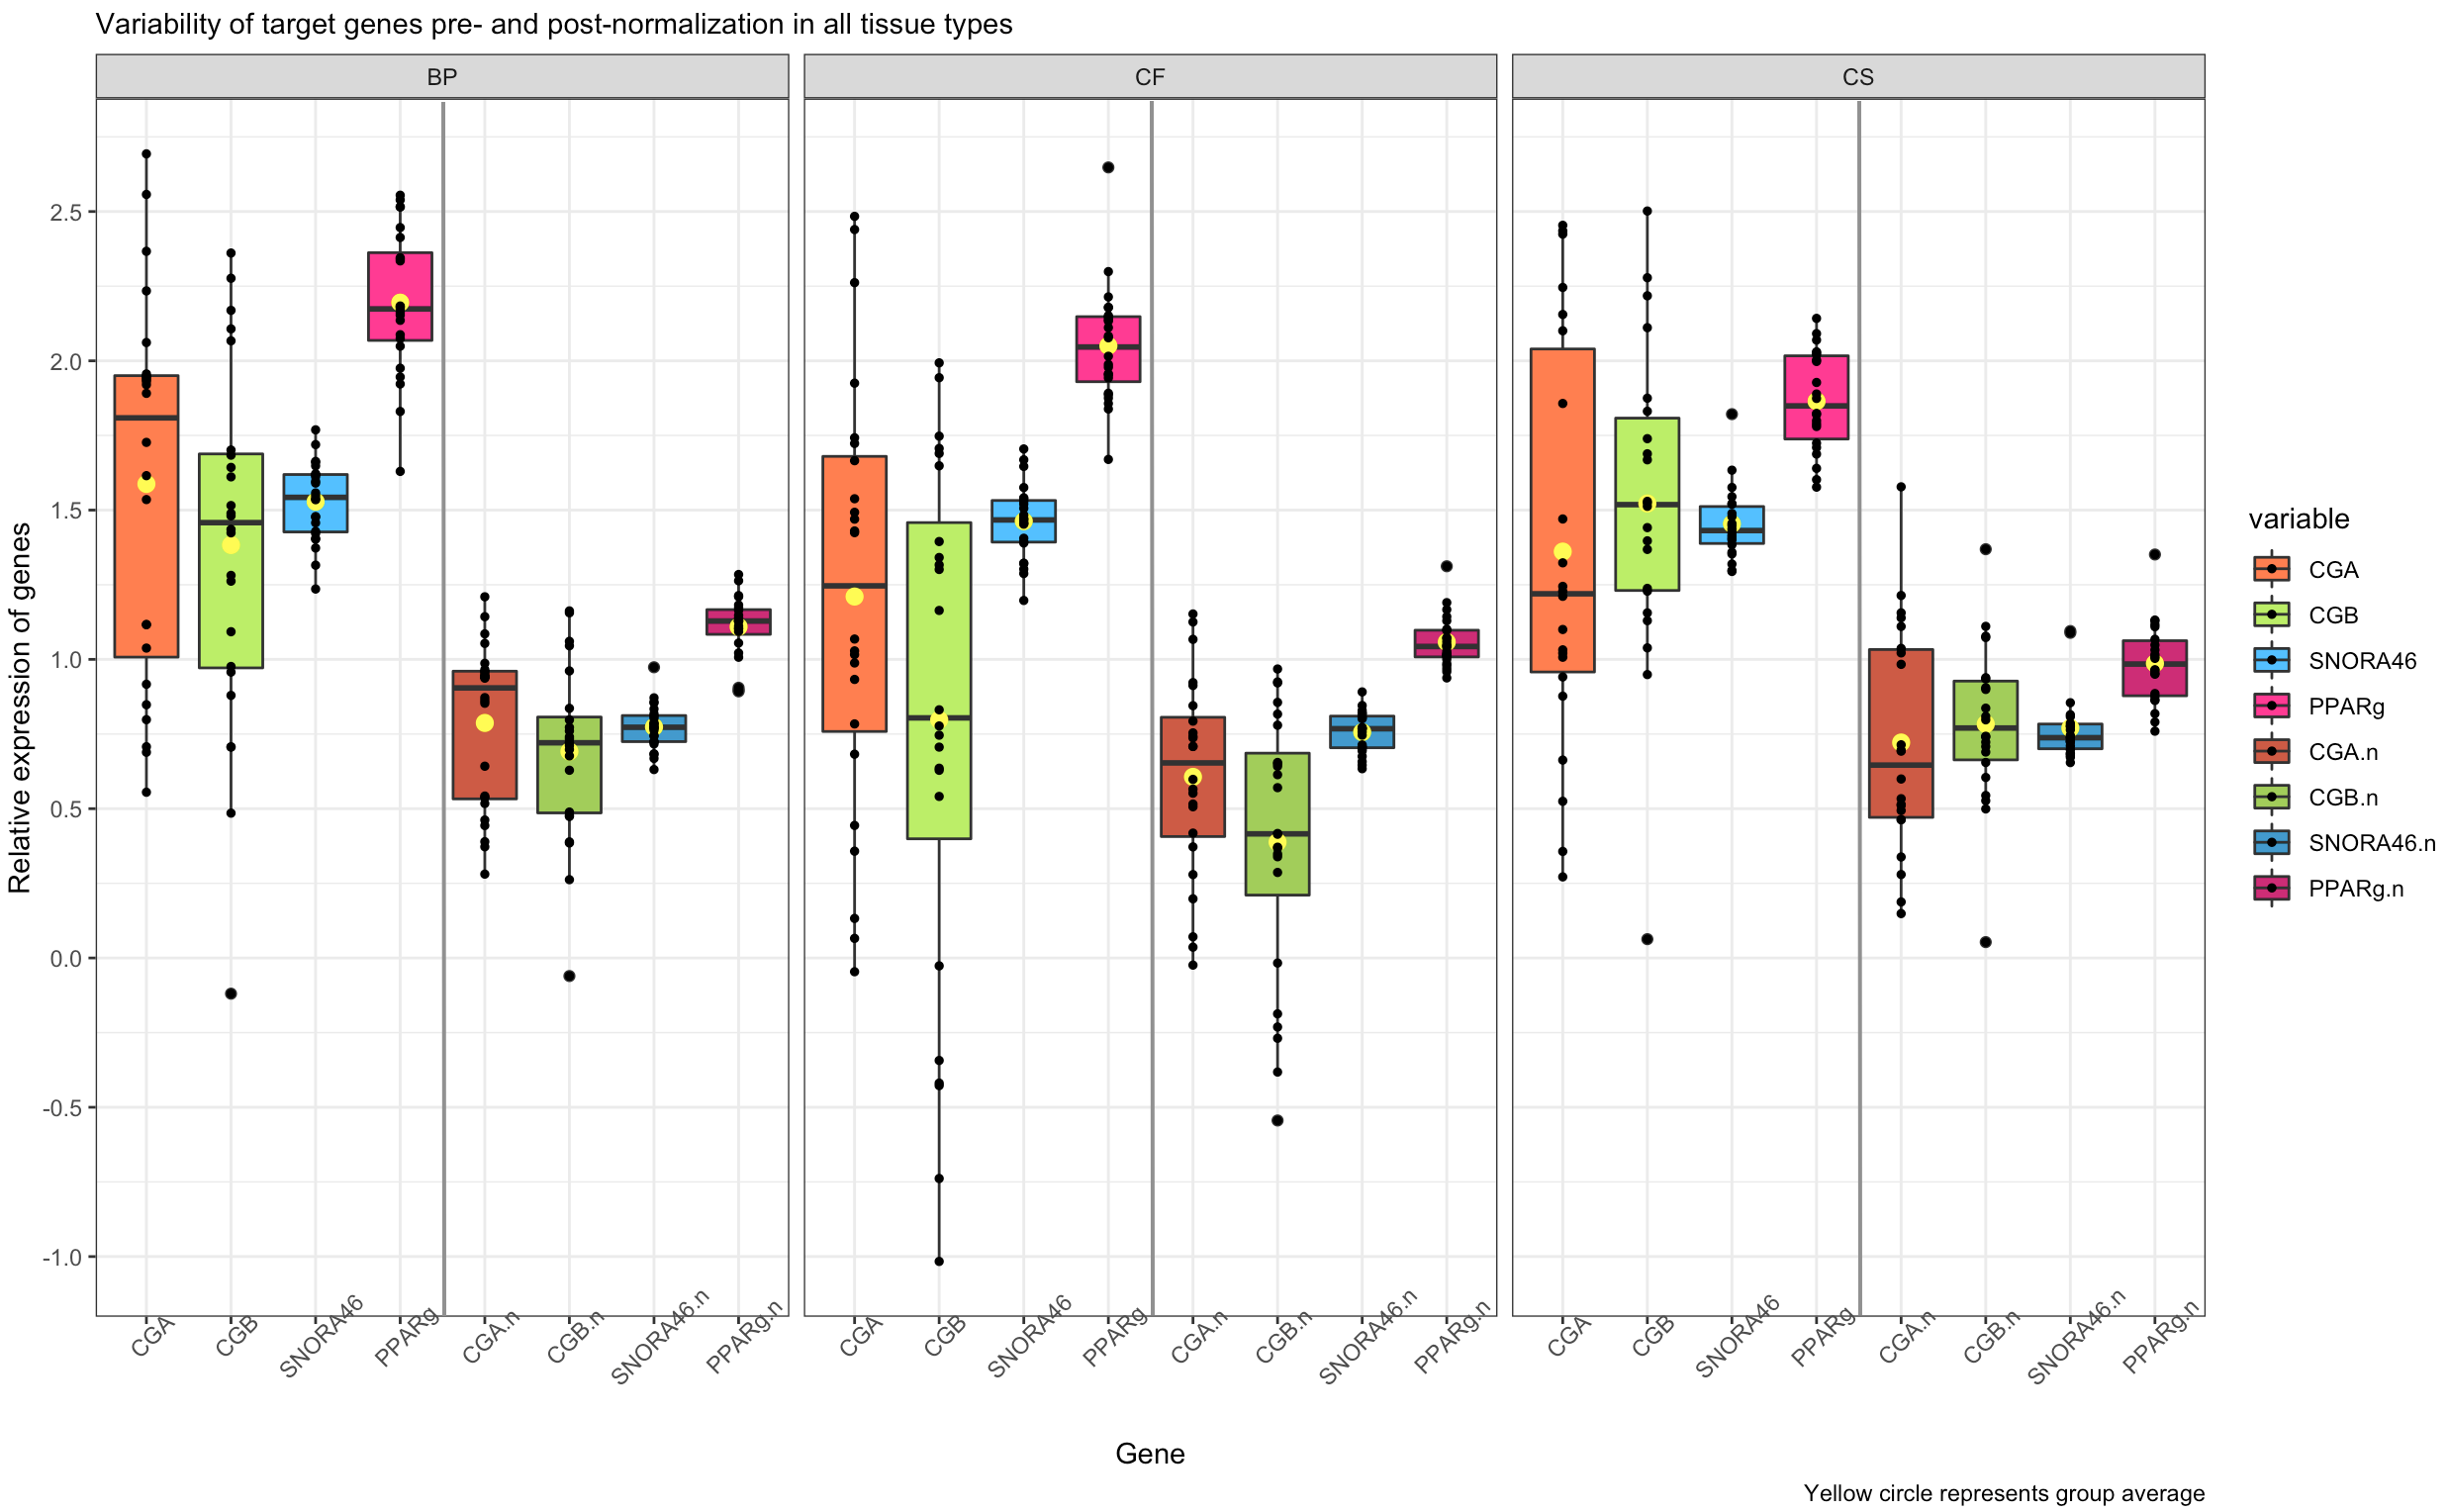 Variability of target genes pre- and post-normalization in all tissue types
BP
CF
CS
Relative expression of genes
2.5
2.0
1.5
1.0
0.5
0.0
-0.5
-1.0
CGA
CGB
SNORA46
PPARg
CGA.n
CGB.n
SNORA46.n
PPARg.n
CGA
CGB
SNORA46
PPARg
CGA.n
CGB.n
SNORA46.n
PPARg.n
CGA
CGB
SNORA46
PPARg
CGA.n
CGB.n
SNORA46.n
PPARg.n
Gene
variable
CGA
CGB
SNORA46
PPARg
CGA.n
CGB.n
SNORA46.n
PPARg.n
Yellow circle represents group average